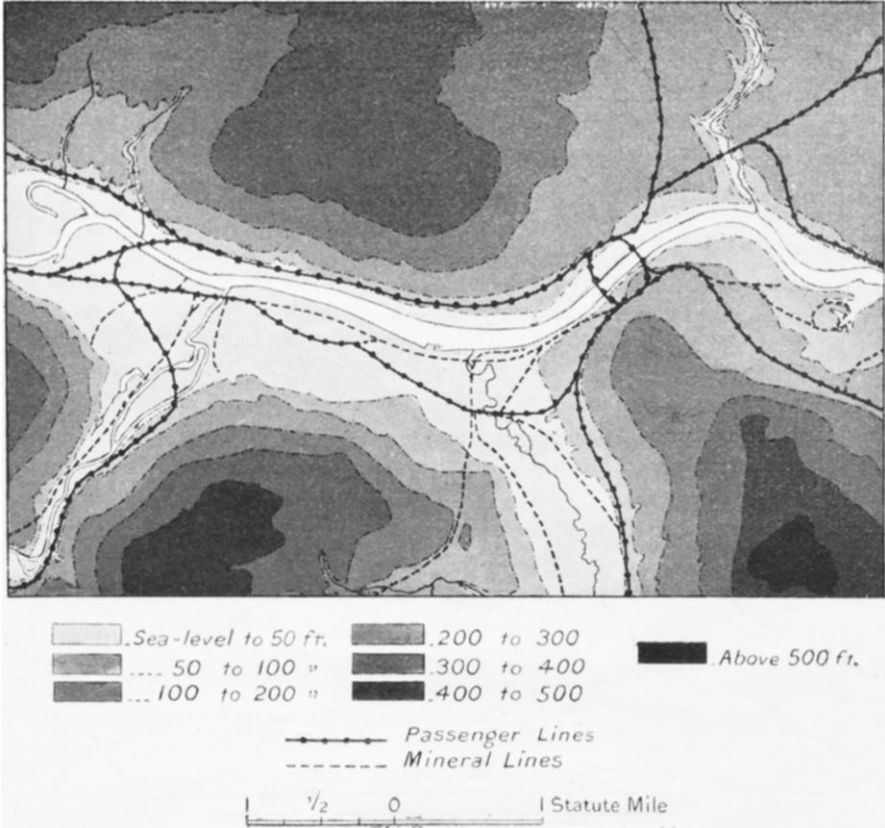 Sea-level to 50 ft.
50 to 100 "
100 to 200 "
200 to 300
300 to 400
400 to 500
Above 500 ft.
Passenger Lines
Mineral Lines
1 1/2 0 1 Statute Mile